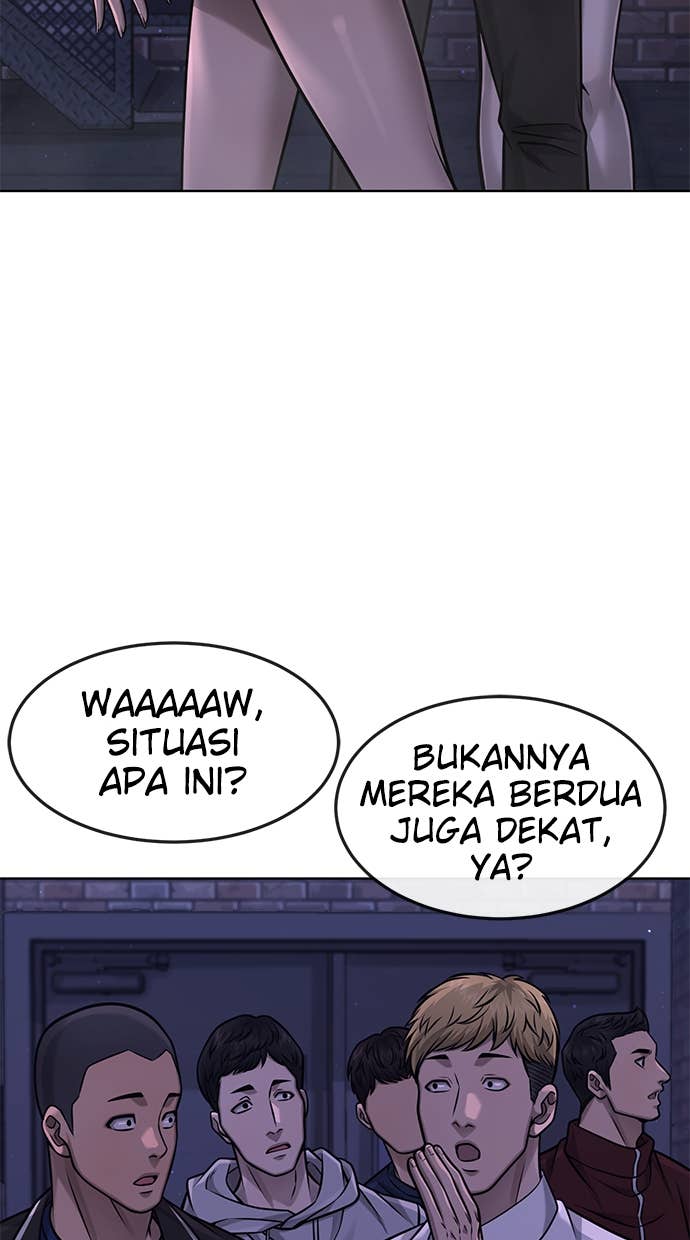 WAAAAAW,
SITUASI
APA INI?
BUKANNYA
MEREKA BERDUA
JUGA DEKAT,
YA?